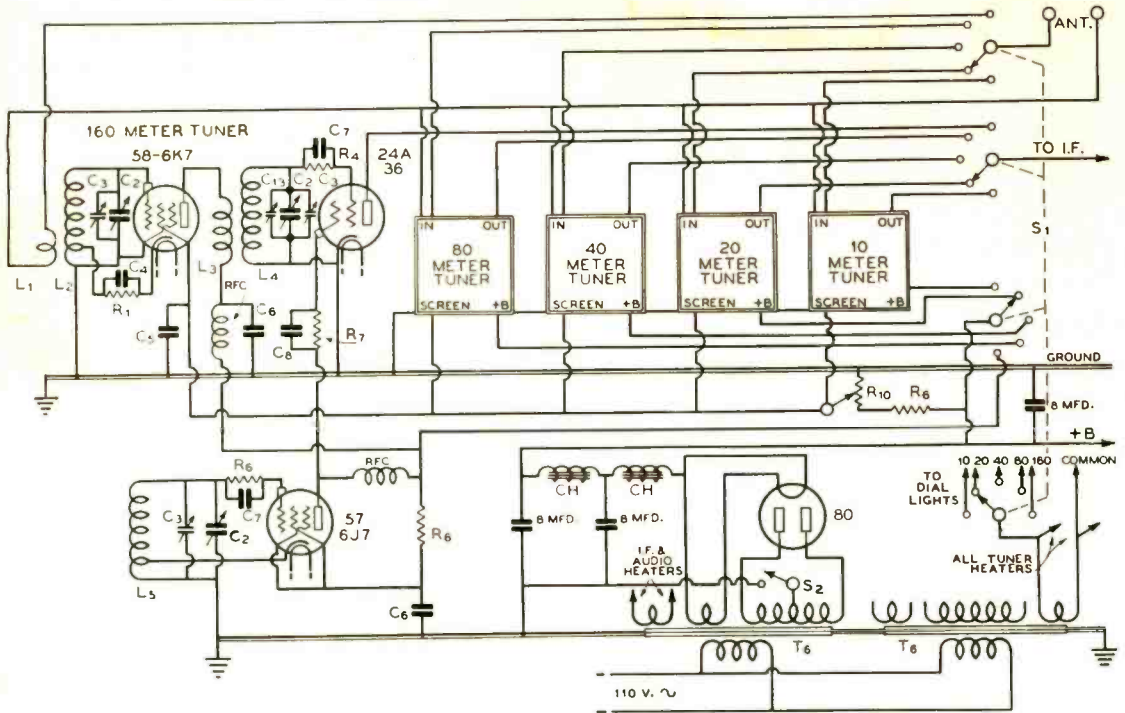 ANT.
160 METER TUNER
58-6K7
C7
R4
24A
36
TO I.F.
C3
C2
C13
C2
C3
S1
IN
OUT
80
METER
TUNER
SCREEN
+B
IN
OUT
40
METER
TUNER
SCREEN
+B
IN
OUT
20
METER
TUNER
SCREEN
+B
IN
OUT
10
METER
TUNER
SCREEN
+B
L1
L2
C4
R1
L3
L4
RFC
C6
C5
C8
R7
GROUND
R10
R6
8 MFD.
+B
10
20
40
80
160
COMMON
TO
DIAL
LIGHTS
RFC
R6
C7
57
6J7
C3
C2
R6
CH
CH
8 MFD.
8 MFD.
80
I.F. &
AUDIO
HEATERS
S2
ALL TUNER
HEATERS
L5
C6
T6
T6
110 V. ~